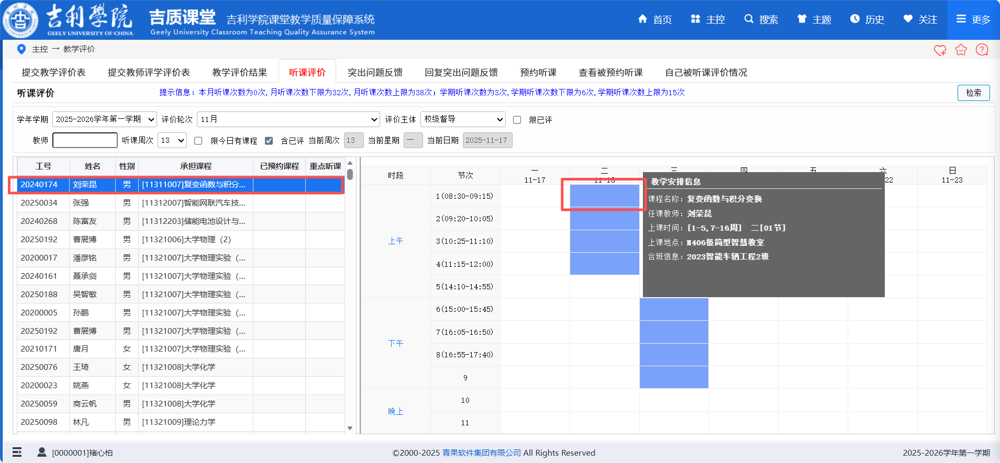 吉利學院
GEELY UNIVERSITY OF CHINA
吉质课堂 吉利学院课堂教学质量保障系统
Geely University Classroom Teaching Quality Assurance System
首页 主控 搜索 主题 历史 关注 更多
主控 → 教学评价
提交教学评价表 提交教师评学评价表 教学评价结果 听课评价 突出问题反馈 回复突出问题反馈 预约听课 查看被预约听课 自己被听课评价情况
听课评价 提示信息：本月听课次数为0次,月听课次数下限为32次,月听课次数上限为38次；学期听课次数为3次,学期听课次数下限为6次,学期听课次数上限为15次 检索
学年学期 2025-2026学年第一学期 评价轮次 11月 评价主体 校级督导 限已评
教师 听课周次 13 限今日有课程 含已评 当前周次 13 当前星期 一 当前日期 2025-11-17
工号 姓名 性别 承担课程 已预约课程 重点听课
20240174 刘荣昆 男 [11311007]复变函数与积分...
20250034 张强 男 [11312007]智能网联汽车技...
20240268 陈富友 男 [11312203]储能电池设计与...
20250192 曹展博 男 [11321006]大学物理（2）
20200017 潘彦铭 男 [11321007]大学物理实验（...
20240161 聂承剑 男 [11321007]大学物理实验（...
20250188 吴智敏 男 [11321007]大学物理实验（...
20200005 孙鹏 男 [11321007]大学物理实验（...
20250192 曹展博 男 [11321007]大学物理实验（...
20210171 唐月 女 [11321007]大学物理实验（...
20250076 王琦 女 [11321008]大学化学
20200023 姚燕 女 [11321008]大学化学
20250059 商云帆 男 [11321008]大学化学
20250098 林凡 男 [11321009]理论力学
时段 节次 一 二 三 四 五 六 日
11-17 11-18 22 11-23
上午
1(08:30-09:15)
2(09:20-10:05)
3(10:25-11:10)
4(11:15-12:00)
5(14:10-14:55)
下午
6(15:00-15:45)
7(16:05-16:50)
8(16:55-17:40)
9
晚上
10
11
教学安排信息
课程名称：复变函数与积分变换
任课教师：刘荣昆
上课时间：[1-5,7-16周] 二[01节]
上课地点：M406极简型智慧教室
合班信息：2023智能车辆工程2班
[0000001]褚心柏 ©2000-2025 青果软件集团有限公司 All Rights Reserved 2025-2026学年第一学期